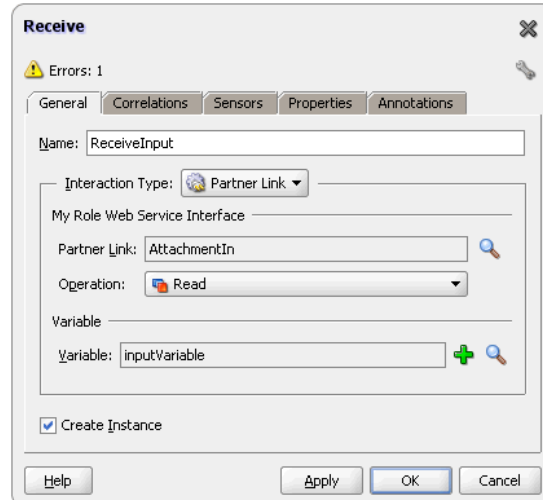 Receive
Errors: 1
General Correlations Sensors Properties Annotations
Name: ReceiveInput
Interaction Type: Partner Link
My Role Web Service Interface
Partner Link: AttachmentIn
Operation: Read
Variable
Variable: inputVariable
Create Instance
Help Apply OK Cancel